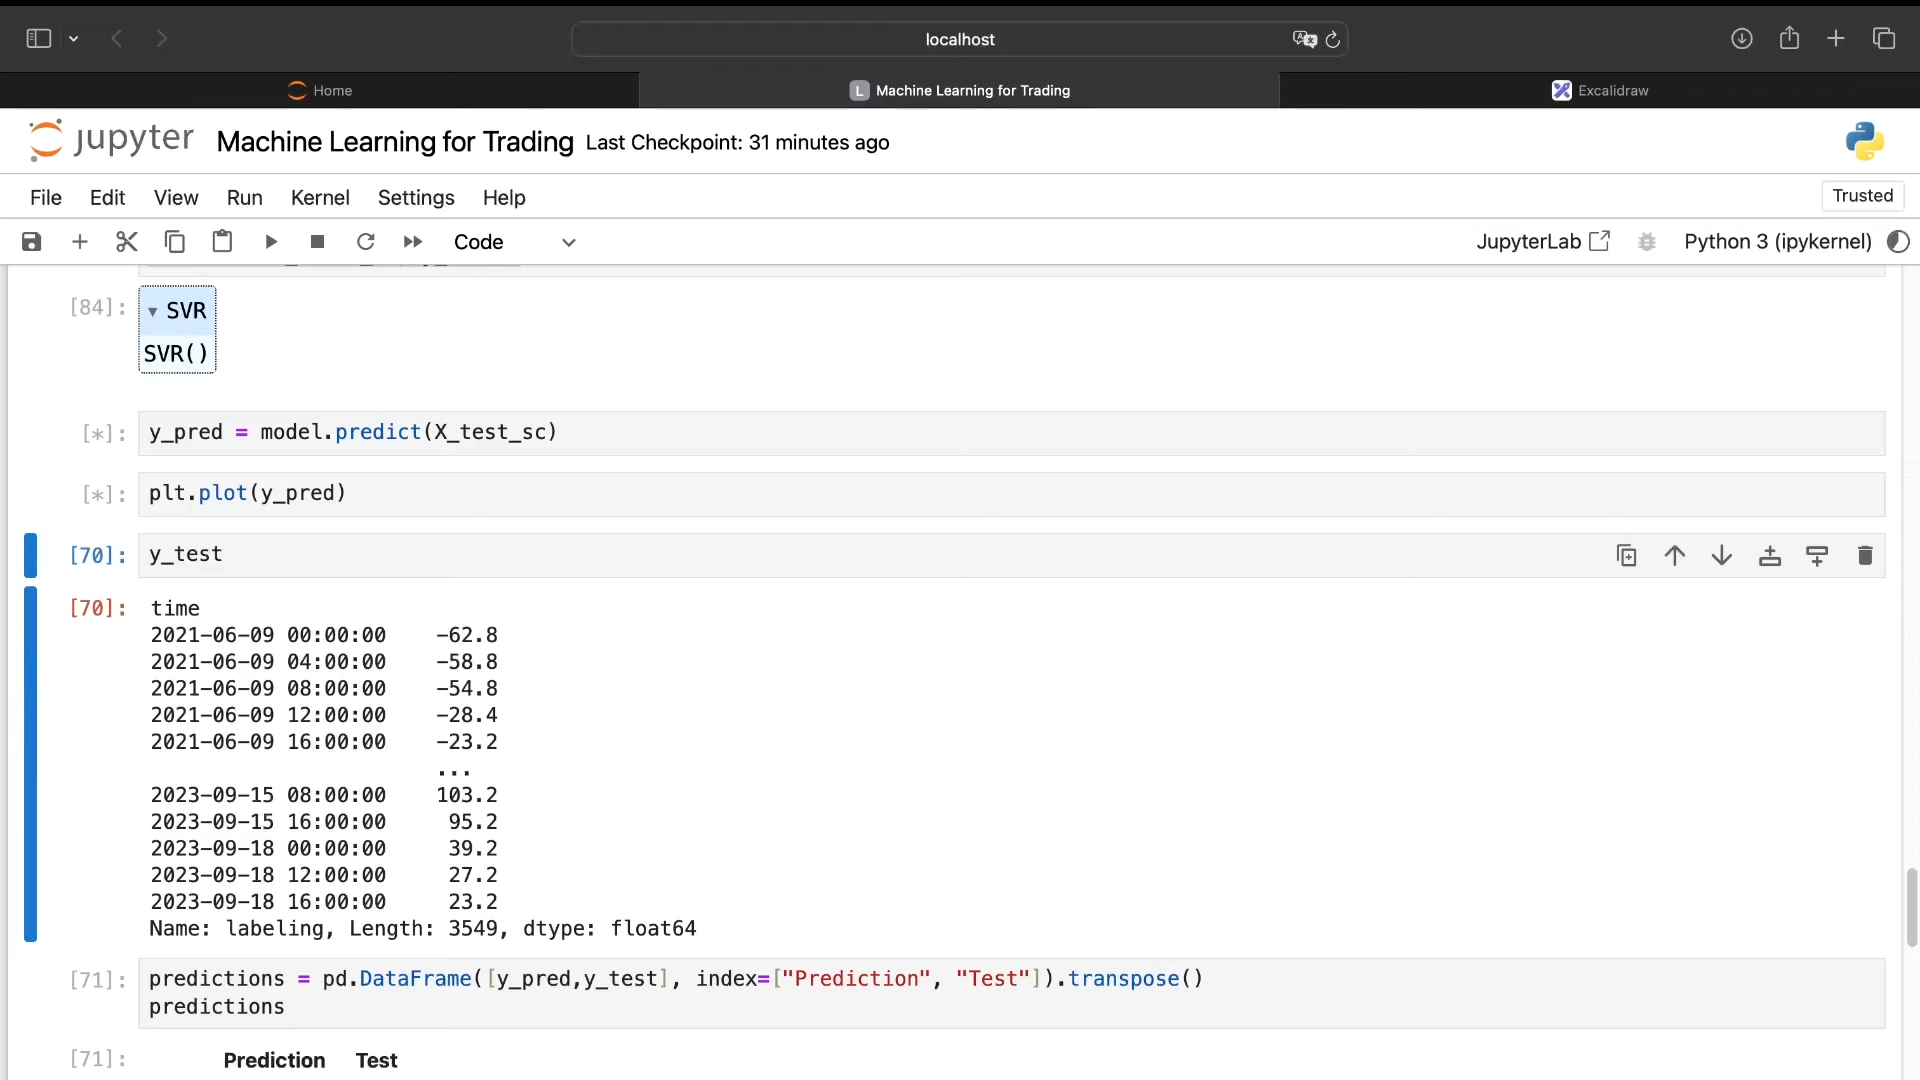 localhost
Home
L Machine Learning for Trading
Excalidraw
jupyter Machine Learning for Trading Last Checkpoint: 31 minutes ago
File Edit View Run Kernel Settings Help
Trusted
Code
JupyterLab
Python 3 (ipykernel)
[84]: ▾ SVR
SVR()
[*]: y_pred = model.predict(X_test_sc)
[*]: plt.plot(y_pred)
[70]: y_test
[70]: time
2021-06-09 00:00:00 -62.8
2021-06-09 04:00:00 -58.8
2021-06-09 08:00:00 -54.8
2021-06-09 12:00:00 -28.4
2021-06-09 16:00:00 -23.2
...
2023-09-15 08:00:00 103.2
2023-09-15 16:00:00 95.2
2023-09-18 00:00:00 39.2
2023-09-18 12:00:00 27.2
2023-09-18 16:00:00 23.2
Name: labeling, Length: 3549, dtype: float64
[71]: predictions = pd.DataFrame([y_pred,y_test], index=["Prediction", "Test"]).transpose()
predictions
[71]: Prediction Test